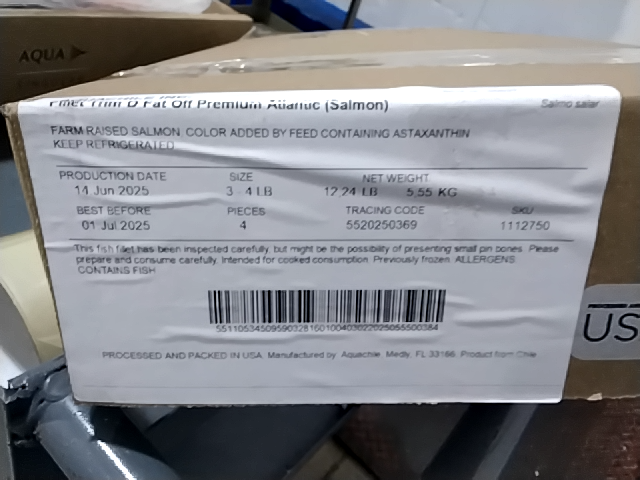 AQUA
Fillet Trim D Fat Off Premium Atlantic (Salmon) Salmo salar
FARM RAISED SALMON. COLOR ADDED BY FEED CONTAINING ASTAXANTHIN
KEEP REFRIGERATED
PRODUCTION DATE SIZE NET WEIGHT
14 Jun 2025 3 - 4 LB 12.24 LB 5.55 KG
BEST BEFORE PIECES TRACING CODE SKU
01 Jul 2025 4 5520250369 1112750
This fish fillet has been inspected carefully, but might be the possibility of presenting small pin bones. Please
prepare and consume carefully. Intended for cooked consumption. Previously frozen. ALLERGENS:
CONTAINS FISH
PROCESSED AND PACKED IN USA. Manufactured by Aquachile. Medly, FL 33166. Product from Chile
US